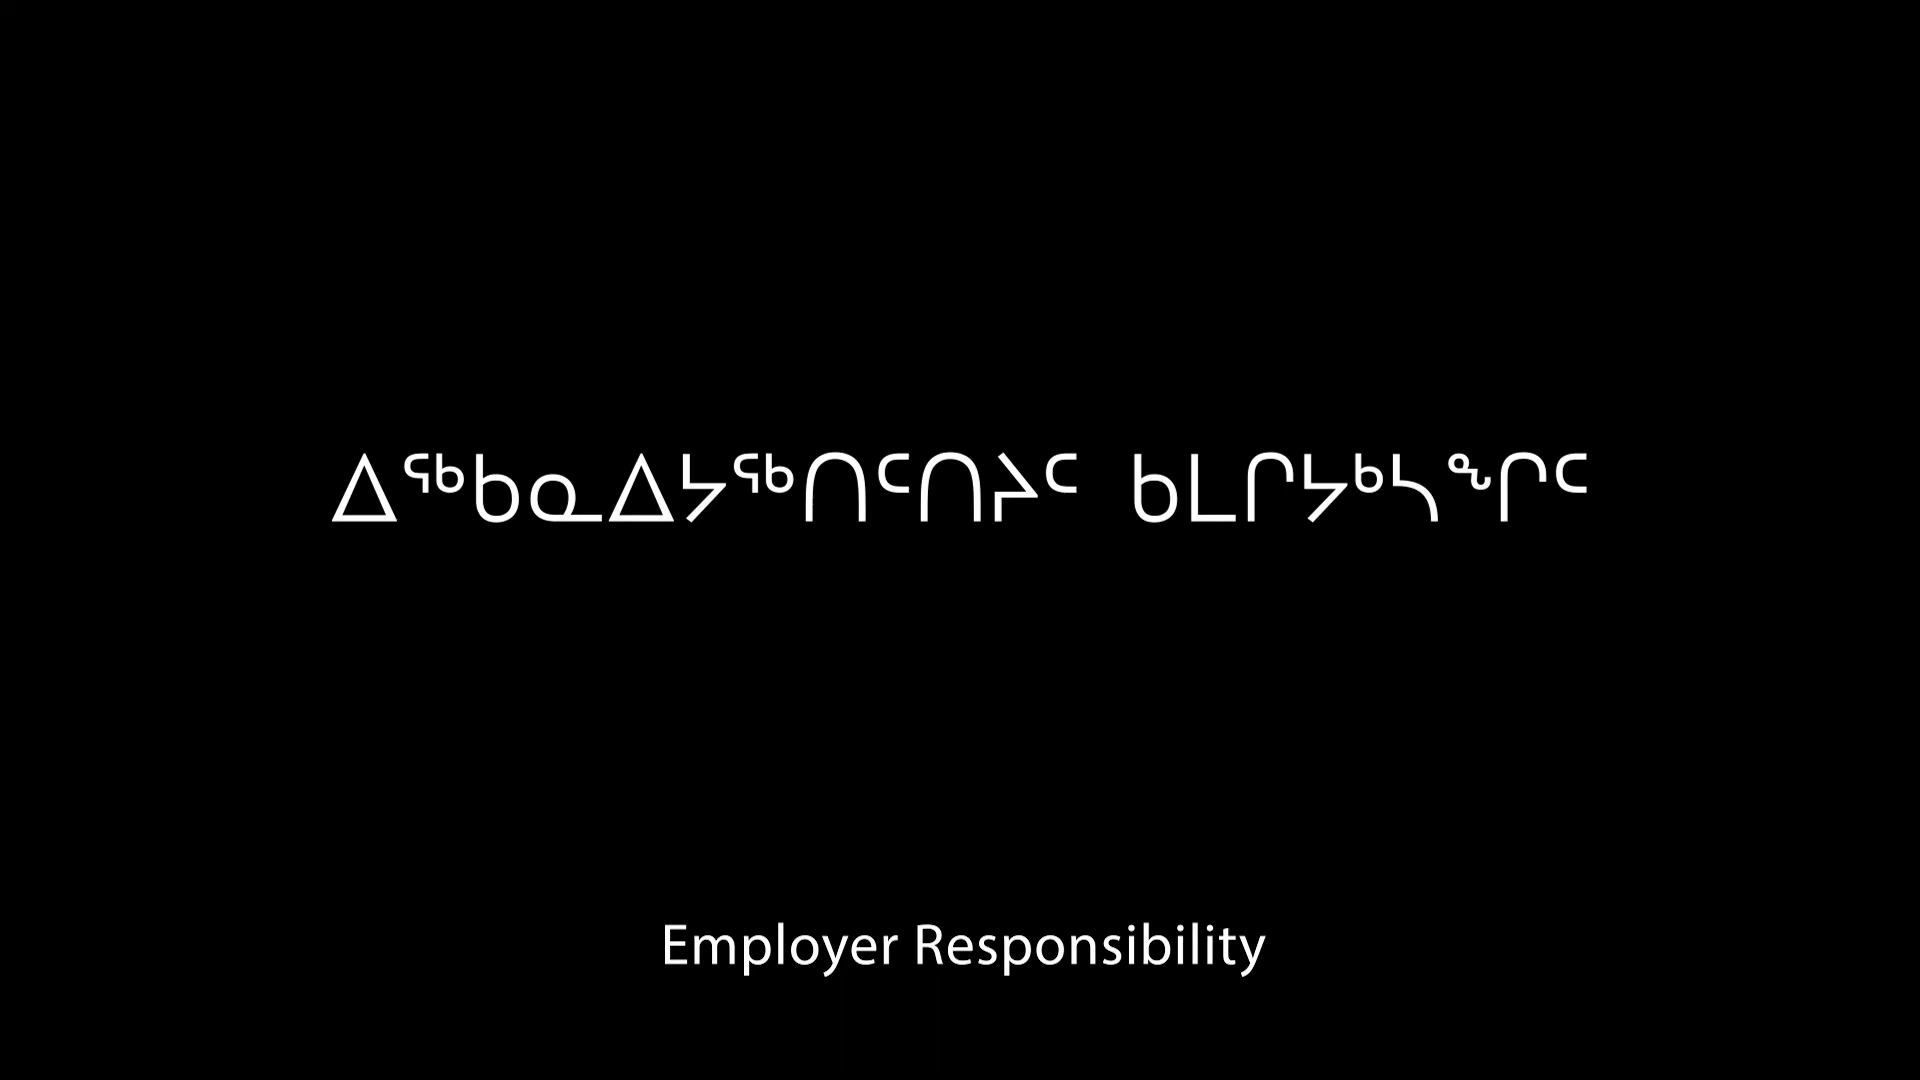 ᐃᖅᑲᓇᐃᔭᖅᑎᑦᑎᔨᑦ ᑲᒪᒋᔭᒃᓴᖏᑦ
Employer Responsibility